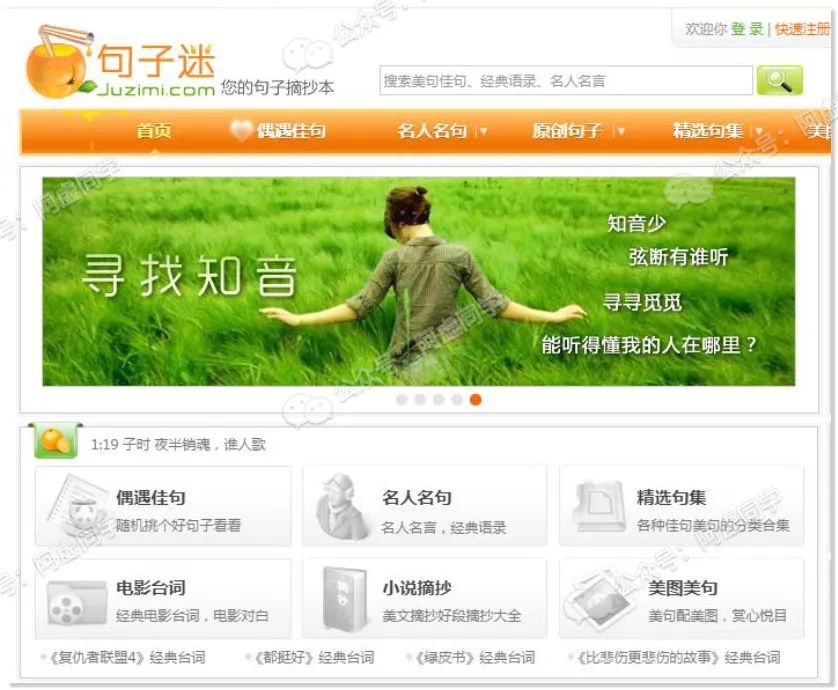 欢迎你 登 录 | 快速注册
句子迷
Juzimi.com
您的句子摘抄本
搜索美句佳句、经典语录、名人名言
首页 偶遇佳句 名人名句 原创句子 精选句集 美
寻找知音
知音少
弦断有谁听
寻寻觅觅
能听得懂我的人在哪里？
1:19 子时 夜半销魂，谁人歌
偶遇佳句
随机挑个好句子看看
名人名句
名人名言，经典语录
精选句集
各种佳句美句的分类合集
电影台词
经典电影台词，电影对白
小说摘抄
美文摘抄好段摘抄大全
美图美句
美句配美图，赏心悦目
《复仇者联盟4》经典台词
《都挺好》经典台词
《绿皮书》经典台词
《比悲伤更悲伤的故事》经典台词
公众号：阿虚同学